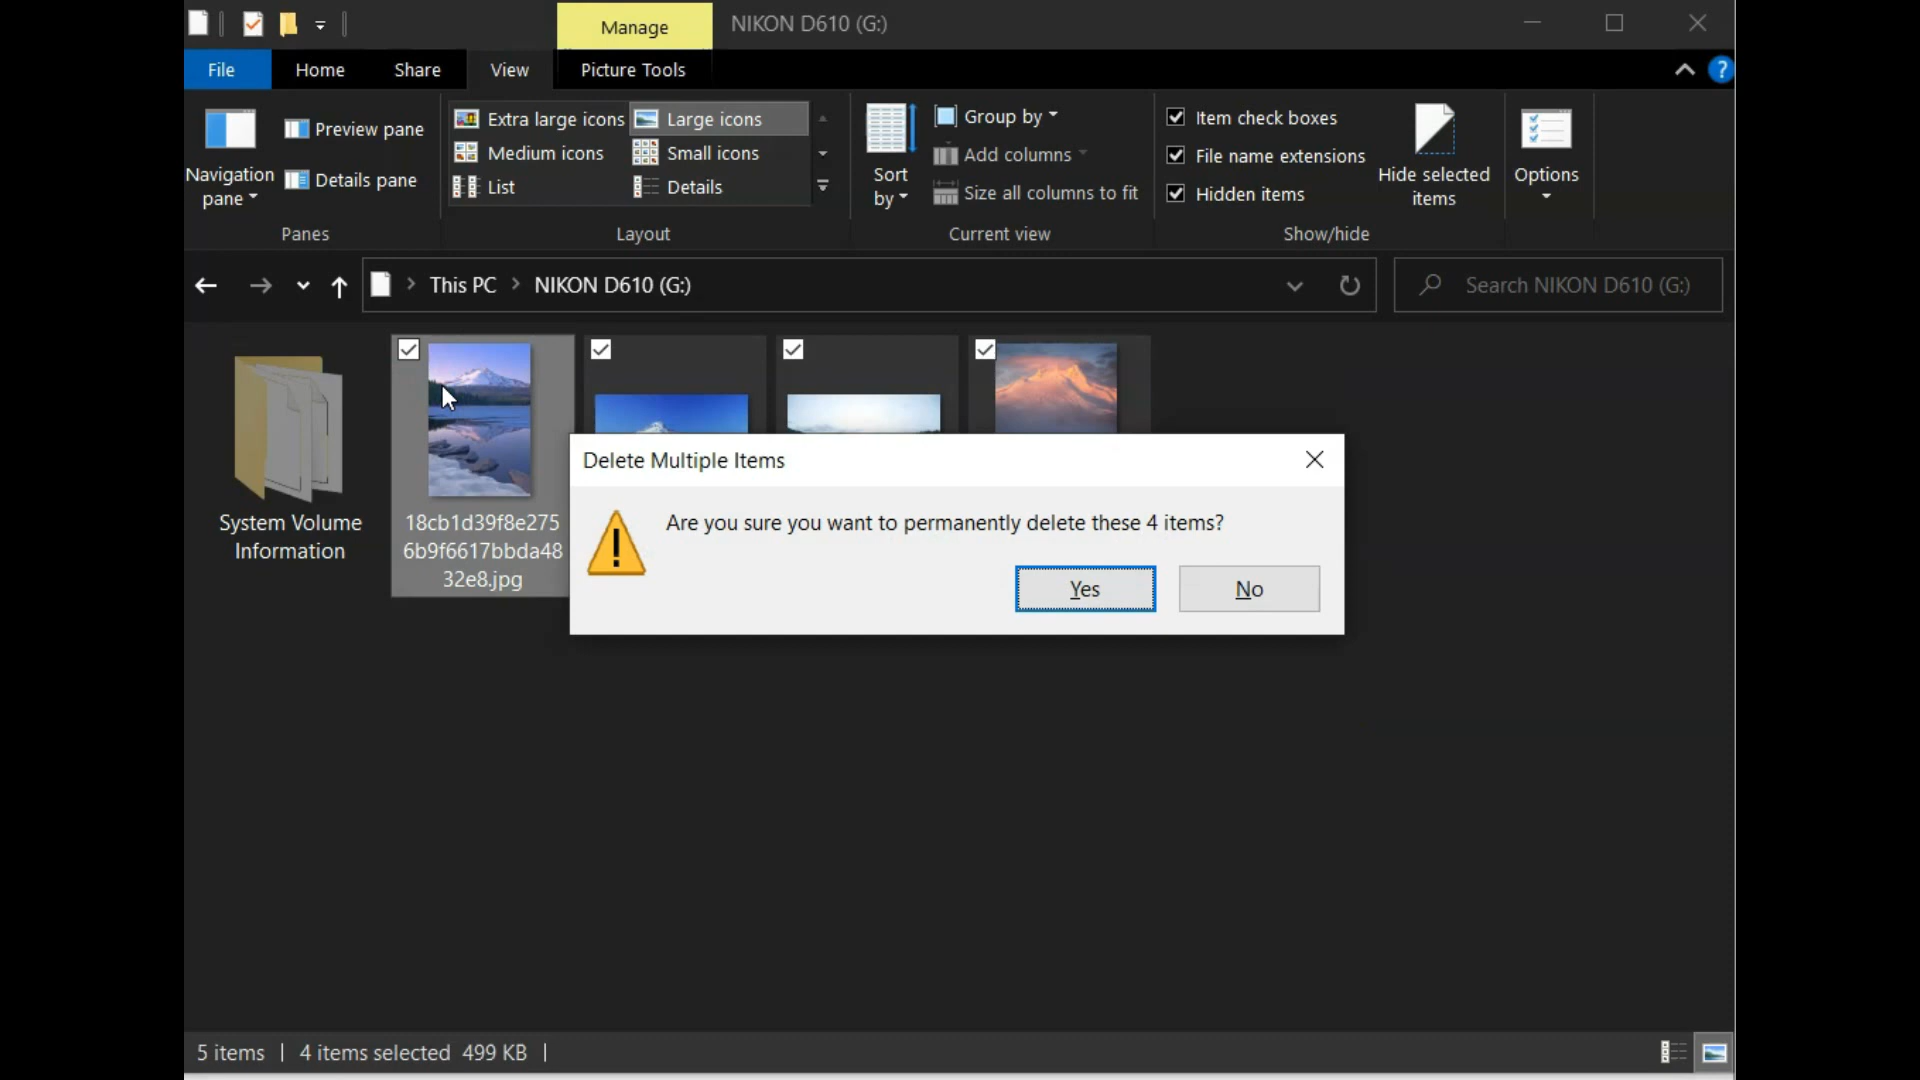 Manage
NIKON D610 (G:)
File
Home
Share
View
Picture Tools
?
Navigation
pane
Preview pane
Details pane
Panes
Extra large icons
Large icons
Medium icons
Small icons
List
Details
Layout
Sort
by
Group by
Add columns
Size all columns to fit
Current view
Item check boxes
File name extensions
Hidden items
Hide selected
items
Show/hide
Options
This PC > NIKON D610 (G:)
Search NIKON D610 (G:)
System Volume
Information
18cb1d39f8e275
6b9f6617bbda48
32e8.jpg
Delete Multiple Items
Are you sure you want to permanently delete these 4 items?
Yes
No
5 items | 4 items selected 499 KB |